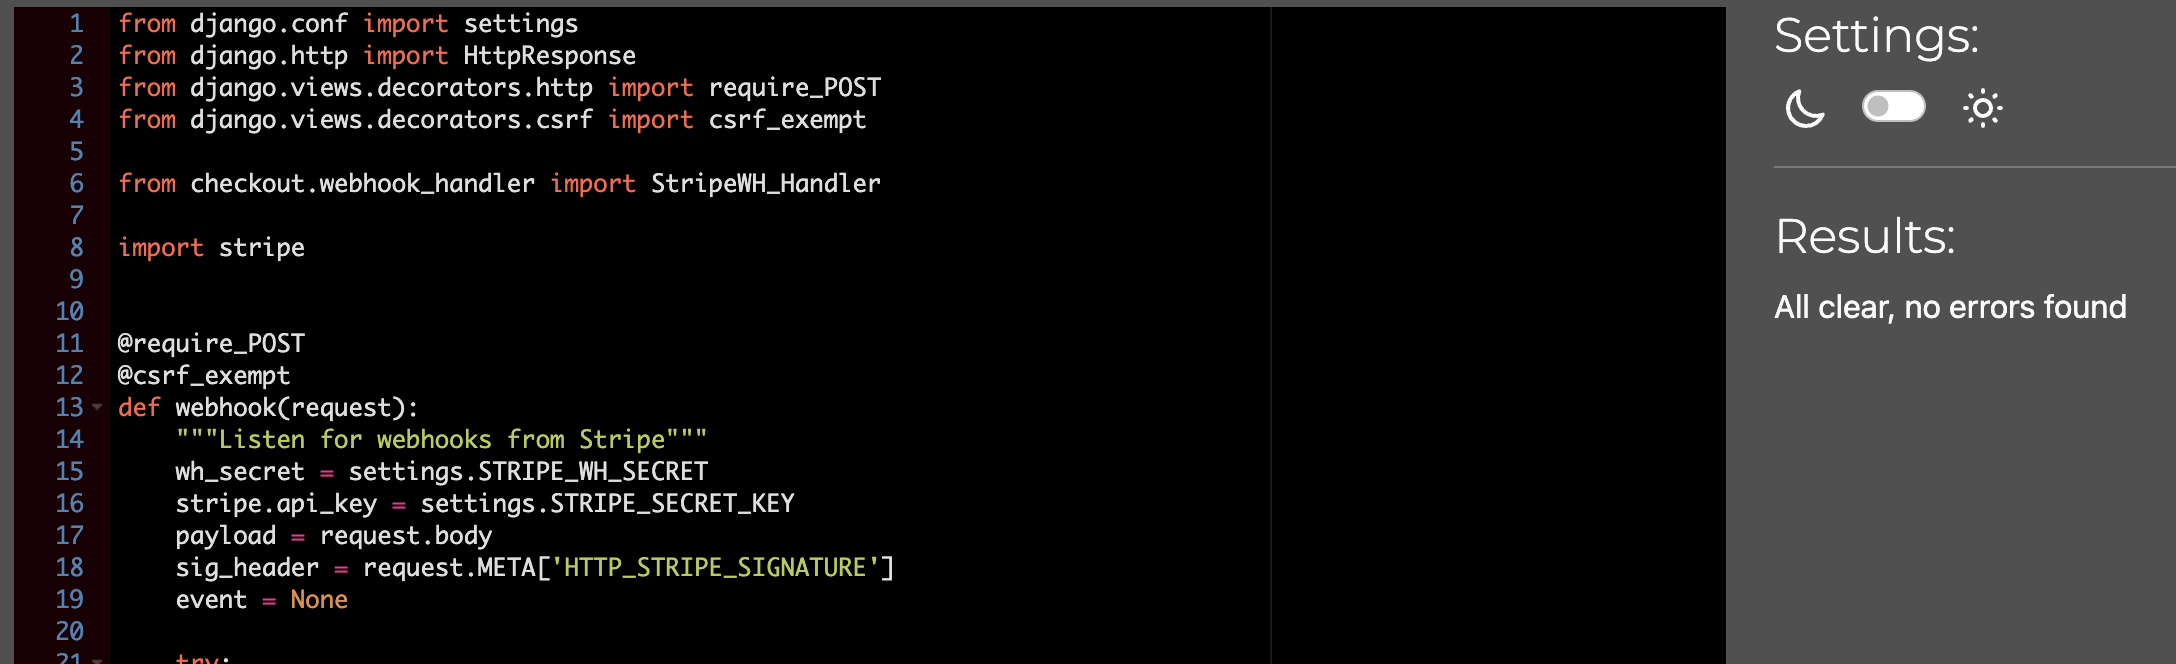 1 from django.conf import settings
2 from django.http import HttpResponse
3 from django.views.decorators.http import require_POST
4 from django.views.decorators.csrf import csrf_exempt
5
6 from checkout.webhook_handler import StripeWH_Handler
7
8 import stripe
9
10
11 @require_POST
12 @csrf_exempt
13 def webhook(request):
14     """Listen for webhooks from Stripe"""
15     wh_secret = settings.STRIPE_WH_SECRET
16     stripe.api_key = settings.STRIPE_SECRET_KEY
17     payload = request.body
18     sig_header = request.META['HTTP_STRIPE_SIGNATURE']
19     event = None
20
21     try:
Settings:
Results:
All clear, no errors found